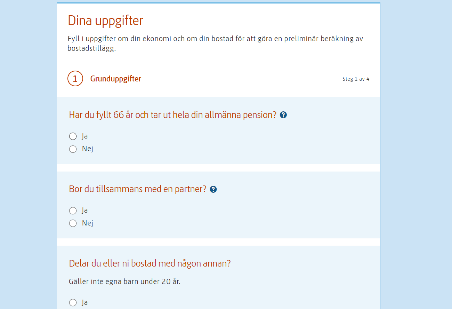 Dina uppgifter
Fyll i uppgifter om din ekonomi och om din bostad för att göra en preliminär beräkning av
bostadstillägg.
1 Grunduppgifter
Steg 1 av 4
Har du fyllt 66 år och tar ut hela din allmänna pension? ?
Ja
Nej
Bor du tillsammans med en partner? ?
Ja
Nej
Delar du eller ni bostad med någon annan?
Gäller inte egna barn under 20 år.
Ja